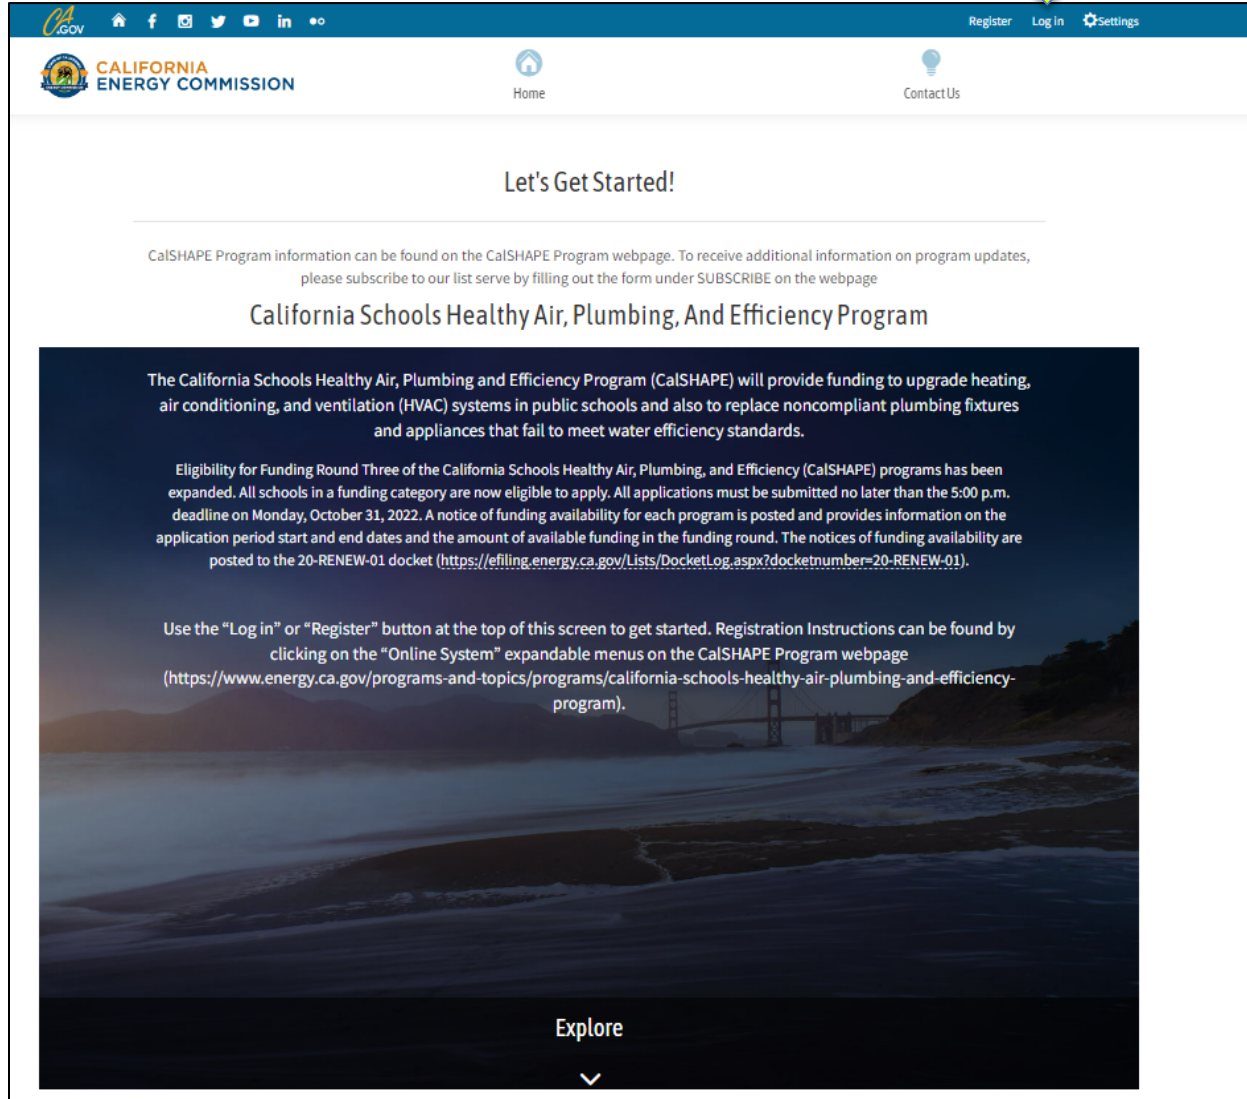 CA
.GOV
Register Log in Settings
CALIFORNIA
ENERGY COMMISSION
Home
Contact Us
Let's Get Started!
CalSHAPE Program information can be found on the CalSHAPE Program webpage. To receive additional information on program updates,
please subscribe to our list serve by filling out the form under SUBSCRIBE on the webpage
California Schools Healthy Air, Plumbing, And Efficiency Program
The California Schools Healthy Air, Plumbing and Efficiency Program (CalSHAPE) will provide funding to upgrade heating,
air conditioning, and ventilation (HVAC) systems in public schools and also to replace noncompliant plumbing fixtures
and appliances that fail to meet water efficiency standards.
Eligibility for Funding Round Three of the California Schools Healthy Air, Plumbing, and Efficiency (CalSHAPE) programs has been
expanded. All schools in a funding category are now eligible to apply. All applications must be submitted no later than the 5:00 p.m.
deadline on Monday, October 31, 2022. A notice of funding availability for each program is posted and provides information on the
application period start and end dates and the amount of available funding in the funding round. The notices of funding availability are
posted to the 20-RENEW-01 docket (https://efiling.energy.ca.gov/Lists/DocketLog.aspx?docketnumber=20-RENEW-01).
Use the “Log in” or “Register” button at the top of this screen to get started. Registration Instructions can be found by
clicking on the “Online System” expandable menus on the CalSHAPE Program webpage
(https://www.energy.ca.gov/programs-and-topics/programs/california-schools-healthy-air-plumbing-and-efficiency-
program).
Explore